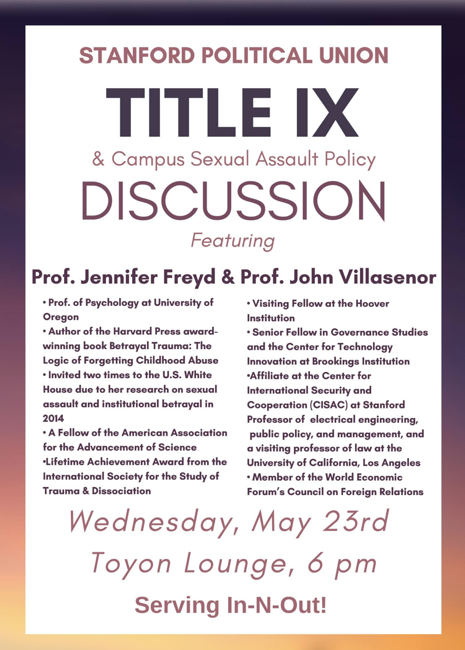 STANFORD POLITICAL UNION
TITLE IX
& Campus Sexual Assault Policy
DISCUSSION
Featuring
Prof. Jennifer Freyd & Prof. John Villasenor
• Prof. of Psychology at University of
Oregon
• Author of the Harvard Press award-
winning book Betrayal Trauma: The
Logic of Forgetting Childhood Abuse
• Invited two times to the U.S. White
House due to her research on sexual
assault and institutional betrayal in
2014
• A Fellow of the American Association
for the Advancement of Science
•Lifetime Achievement Award from the
International Society for the Study of
Trauma & Dissociation
• Visiting Fellow at the Hoover
Institution
• Senior Fellow in Governance Studies
and the Center for Technology
Innovation at Brookings Institution
•Affiliate at the Center for
International Security and
Cooperation (CISAC) at Stanford
Professor of electrical engineering,
public policy, and management, and
a visiting professor of law at the
University of California, Los Angeles
• Member of the World Economic
Forum's Council on Foreign Relations
Wednesday, May 23rd
Toyon Lounge, 6 pm
Serving In-N-Out!